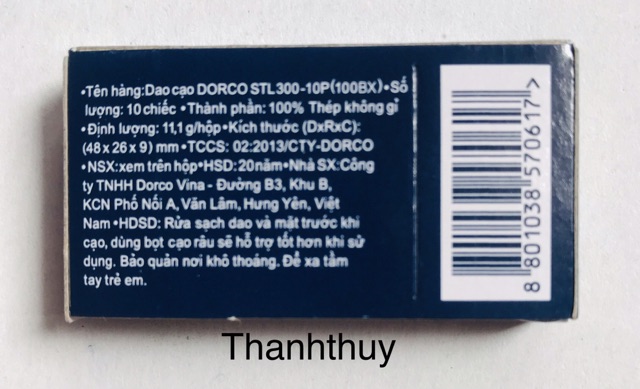 •Tên hàng:Dao cạo DORCO STL300-10P(100BX)•Số
lượng: 10 chiếc •Thành phần: 100% Thép không gỉ
•Định lượng: 11,1 g/hộp•Kích thước (DxRxC):
(48 x 26 x 9) mm •TCCS: 02:2013/CTY-DORCO
•NSX:xem trên hộp•HSD: 20năm•Nhà SX:Công
ty TNHH Dorco Vina - Đường B3, Khu B,
KCN Phố Nối A,Văn Lâm, Hưng Yên, Việt
Nam •HDSD: Rửa sạch dao và mặt trước khi
cạo, dùng bọt cạo râu sẽ hỗ trợ tốt hơn khi sử
dụng. Bảo quản nơi khô thoáng. Để xa tầm
tay trẻ em.
8 801038 570617 >
Thanhthuy